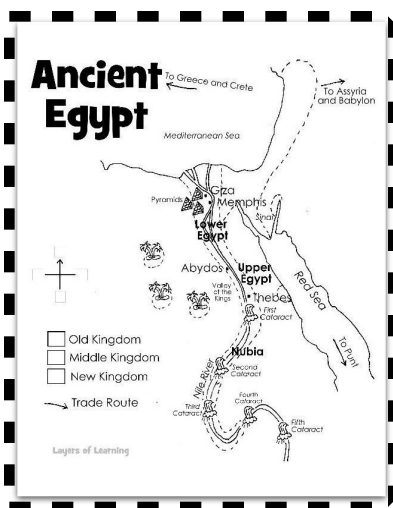 Ancient
Egypt
To Greece and Crete
To Assyria
and Babylon
Mediterranean Sea
Giza
Pyramids
Memphis
Sinai
Lower
Egypt
Abydos
Upper
Egypt
Valley
of the
Kings
Thebes
Red Sea
First
Cataract
To Punt
Old Kingdom
Middle Kingdom
New Kingdom
Trade Route
Nubia
Nile River
Second
Cataract
Third
Cataract
Fourth
Cataract
Fifth
Cataract
Layers of Learning